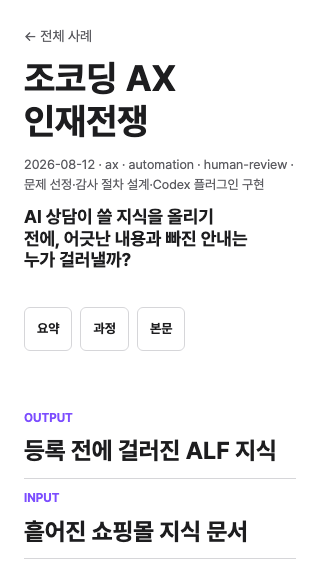 ← 전체 사례
조코딩 AX
인재전쟁
2026-08-12 · ax · automation · human-review ·
문제 선정·감사 절차 설계·Codex 플러그인 구현
AI 상담이 쓸 지식을 올리기
전에, 어긋난 내용과 빠진 안내는
누가 걸러낼까?
요약
과정
본문
OUTPUT
등록 전에 걸러진 ALF 지식
INPUT
흩어진 쇼핑몰 지식 문서